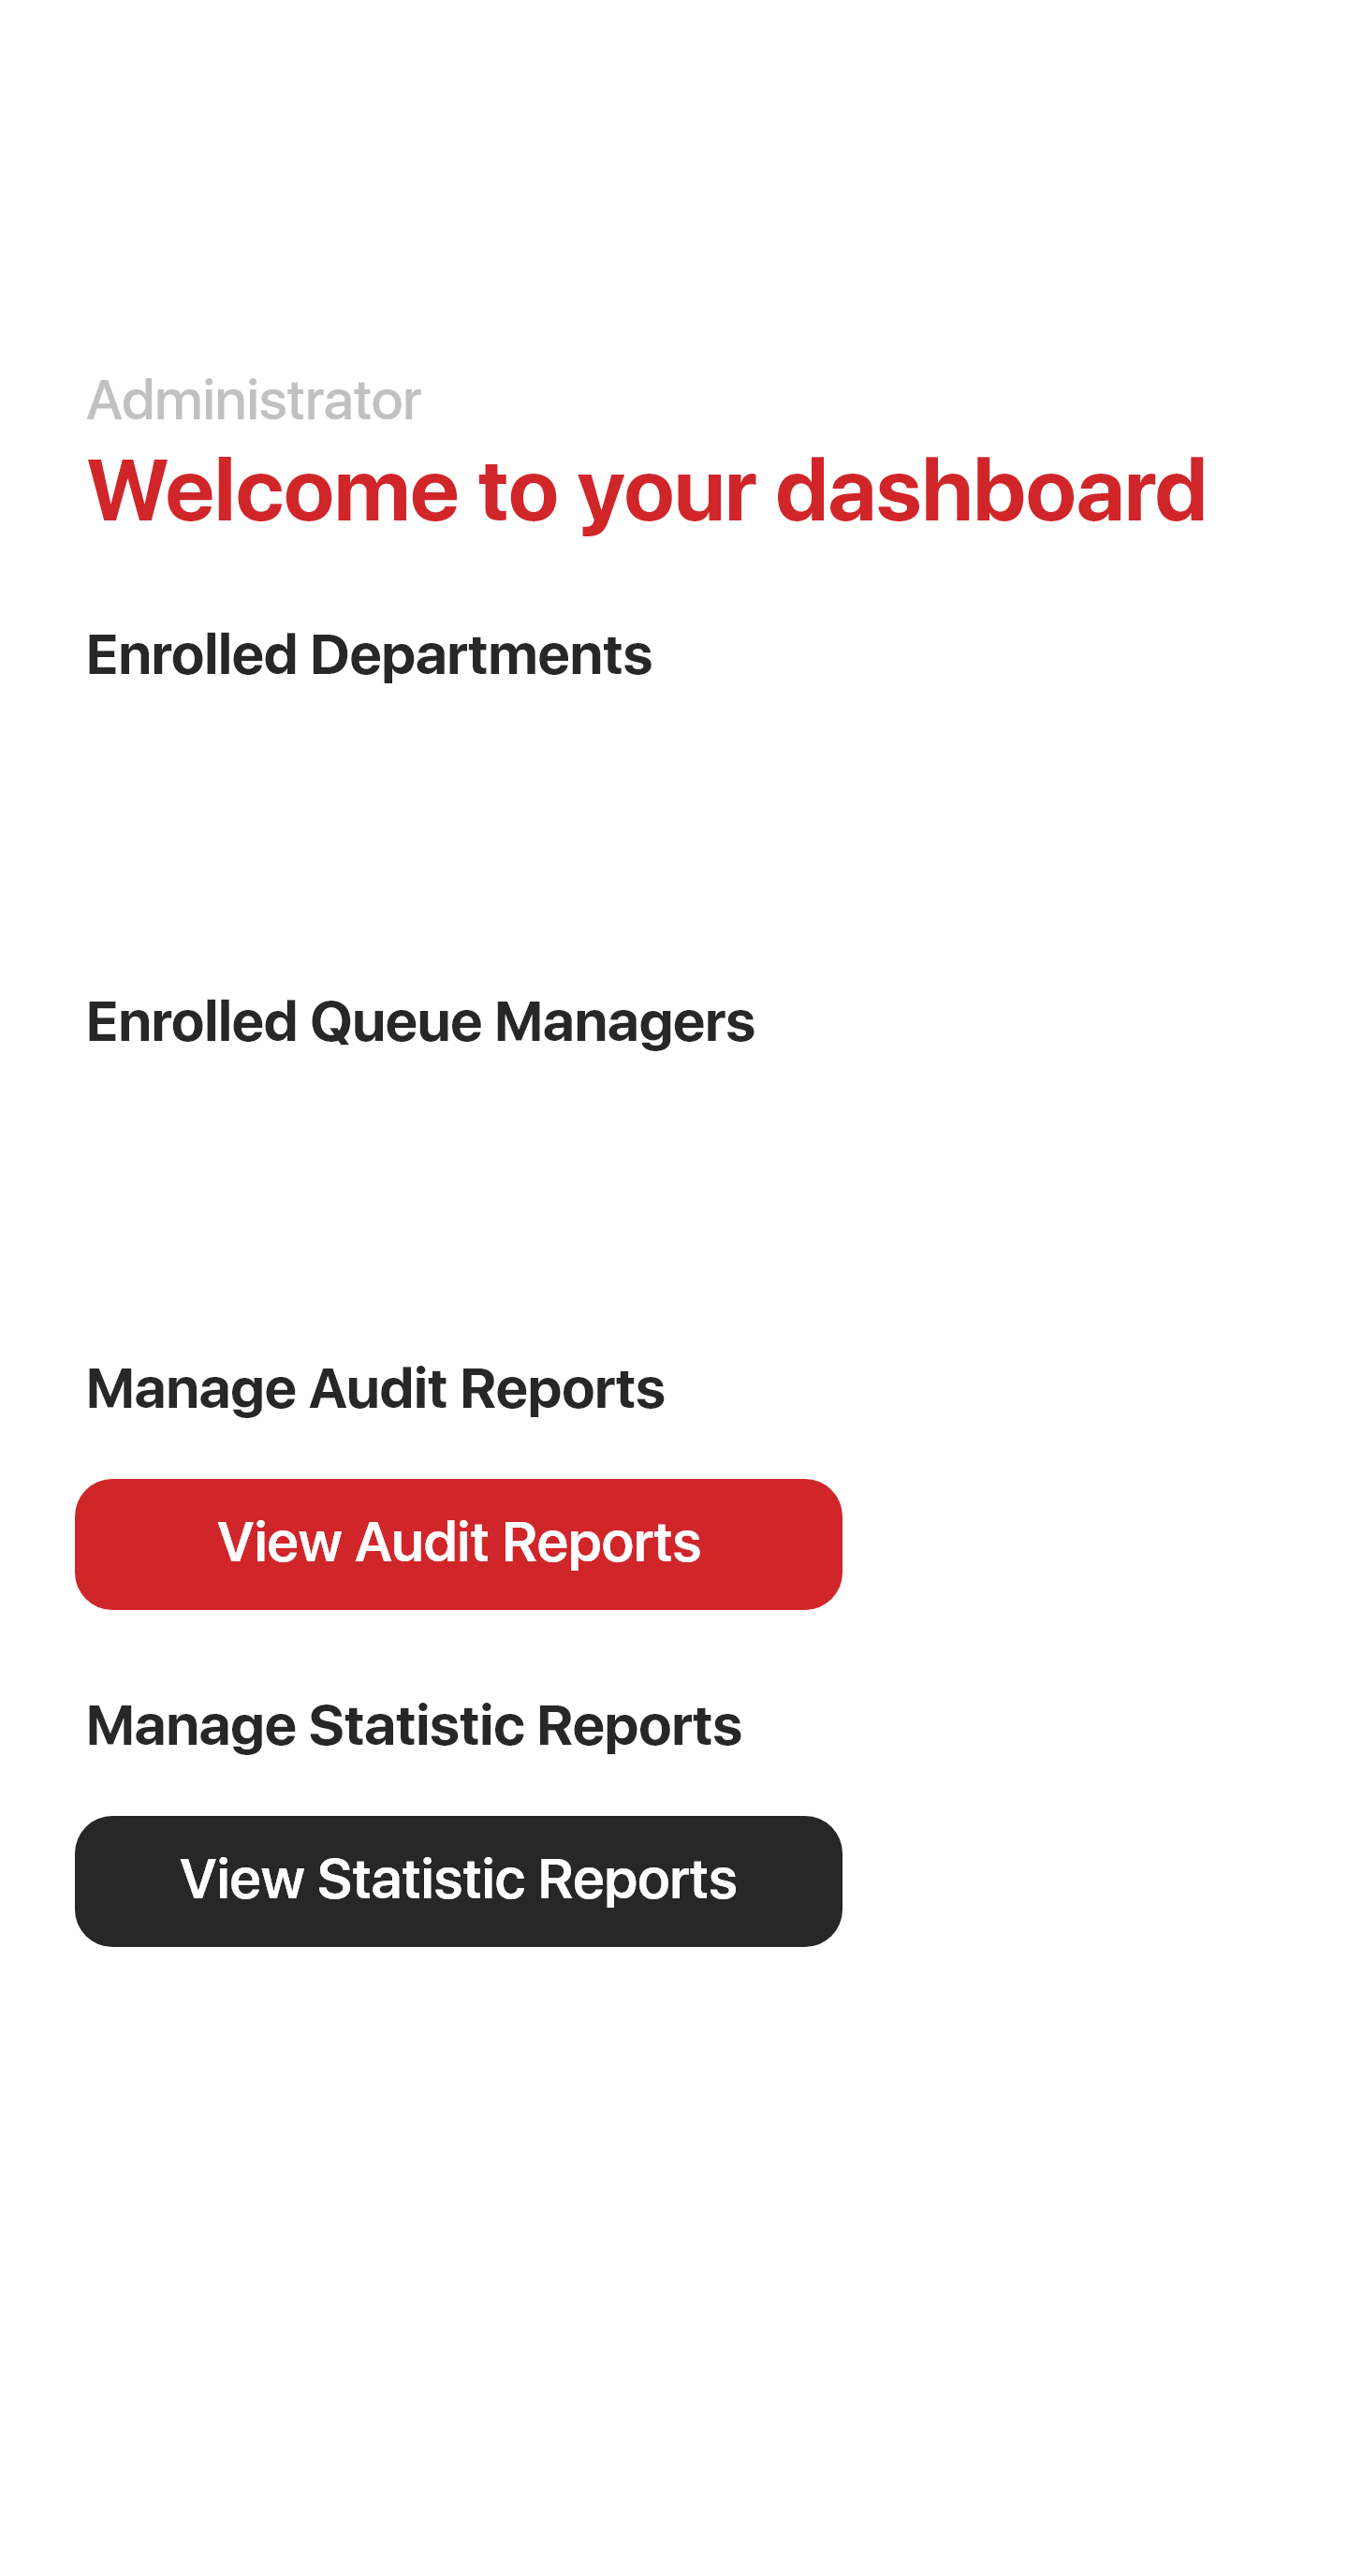 Administrator
Welcome to your dashboard
Enrolled Departments
Enrolled Queue Managers
Manage Audit Reports
View Audit Reports
Manage Statistic Reports
View Statistic Reports